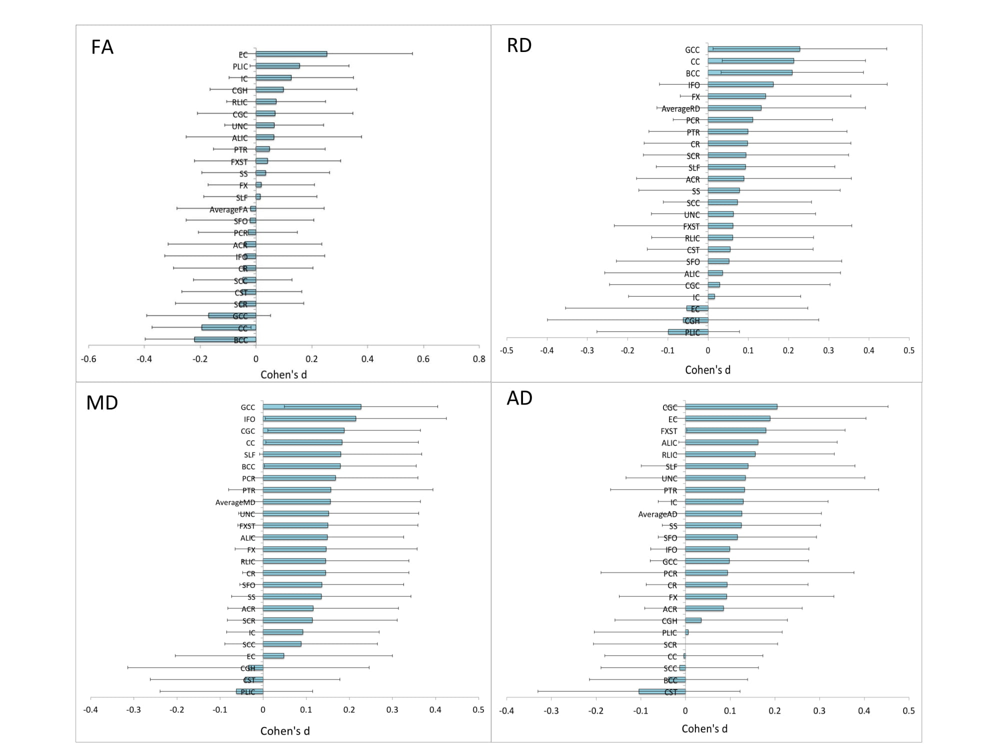 FA
EC
PLIC
IC
CGH
RLIC
CGC
UNC
ALIC
PTR
FXST
SS
FX
SLF
AverageFA
SFO
PCR
ACR
IFO
CR
SCC
CST
SCR
GCC
CC
BCC
-0.6 -0.4 -0.2 0 0.2 0.4 0.6 0.8
Cohen's d
RD
GCC
CC
BCC
IFO
FX
AverageRD
PCR
PTR
CR
SCR
SLF
ACR
SS
SCC
UNC
FXST
RLIC
CST
SFO
ALIC
CGC
IC
EC
CGH
PLIC
-0.5 -0.4 -0.3 -0.2 -0.1 0 0.1 0.2 0.3 0.4 0.5
Cohen's d
MD
GCC
IFO
CGC
CC
SLF
BCC
PCR
PTR
AverageMD
UNC
FXST
ALIC
FX
RLIC
CR
SFO
SS
ACR
SCR
IC
SCC
EC
CGH
CST
PLIC
-0.4 -0.3 -0.2 -0.1 0 0.1 0.2 0.3 0.4 0.5
Cohen's d
AD
CGC
EC
FXST
ALIC
RLIC
SLF
UNC
PTR
IC
AverageAD
SS
SFO
IFO
GCC
PCR
CR
FX
ACR
CGH
PLIC
SCR
CC
SCC
BCC
CST
-0.4 -0.3 -0.2 -0.1 0 0.1 0.2 0.3 0.4 0.5
Cohen's d